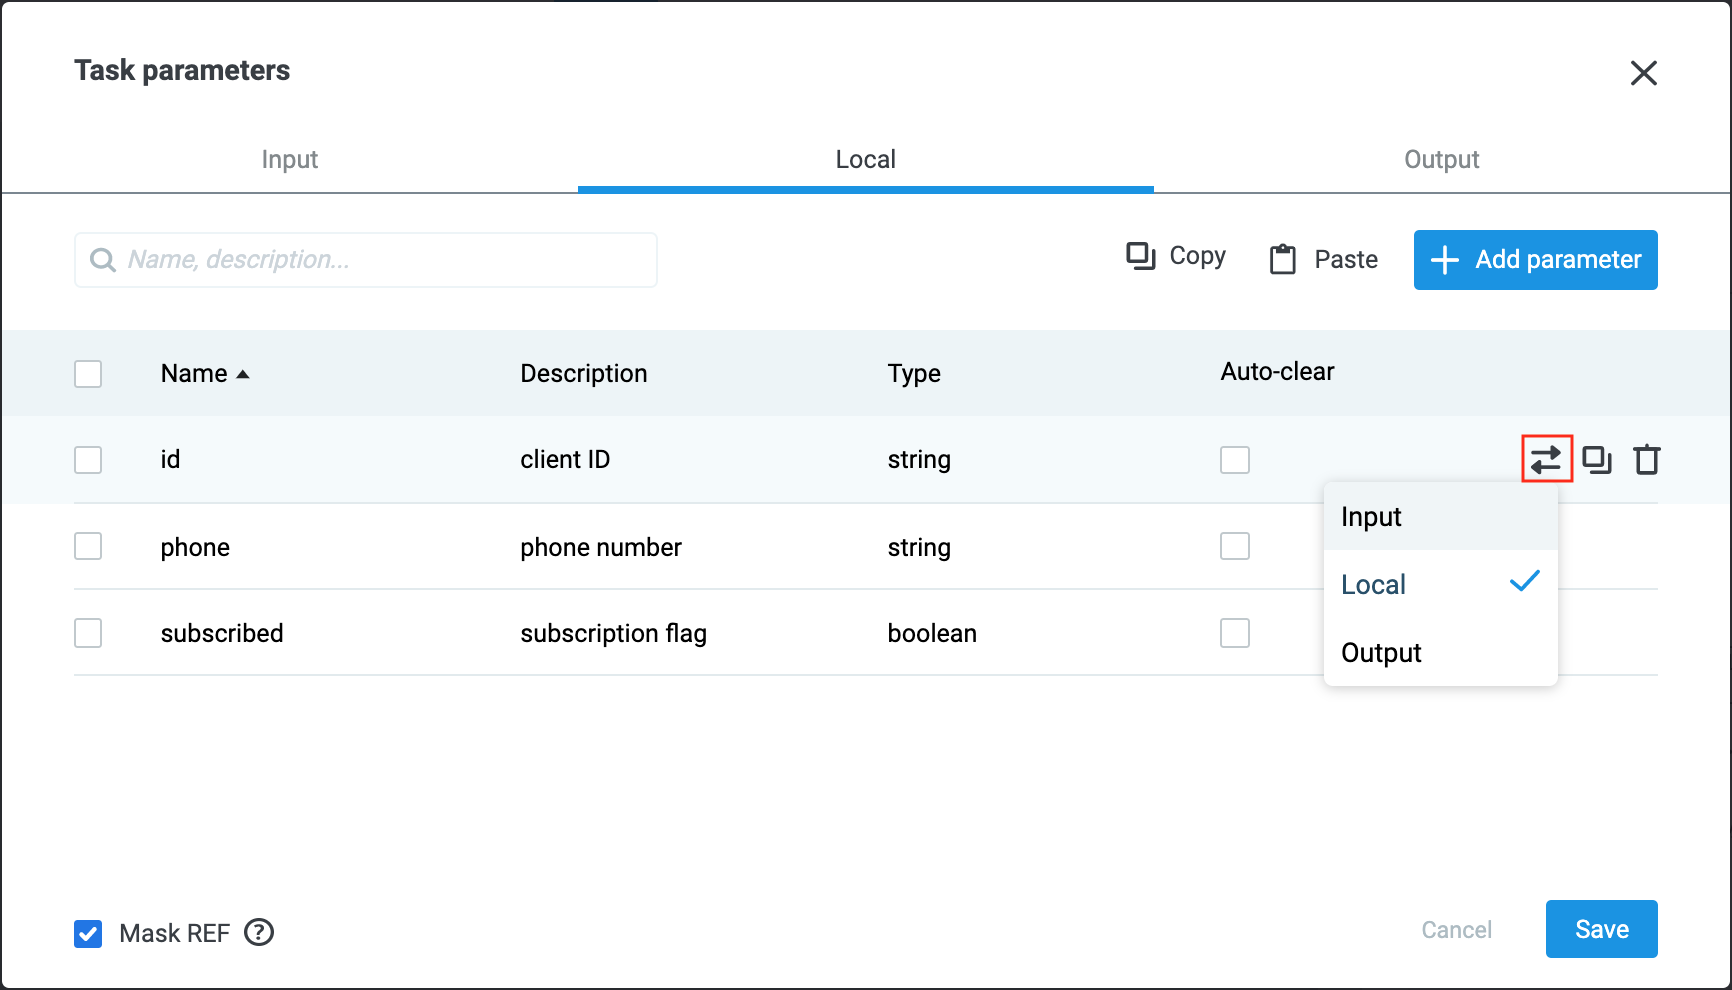 Task parameters
Input Local Output
Name, description...
Copy Paste Add parameter
Name Description Type Auto-clear
id client ID string
Input
phone phone number string
Local
subscribed subscription flag boolean
Output
Mask REF ? Cancel Save